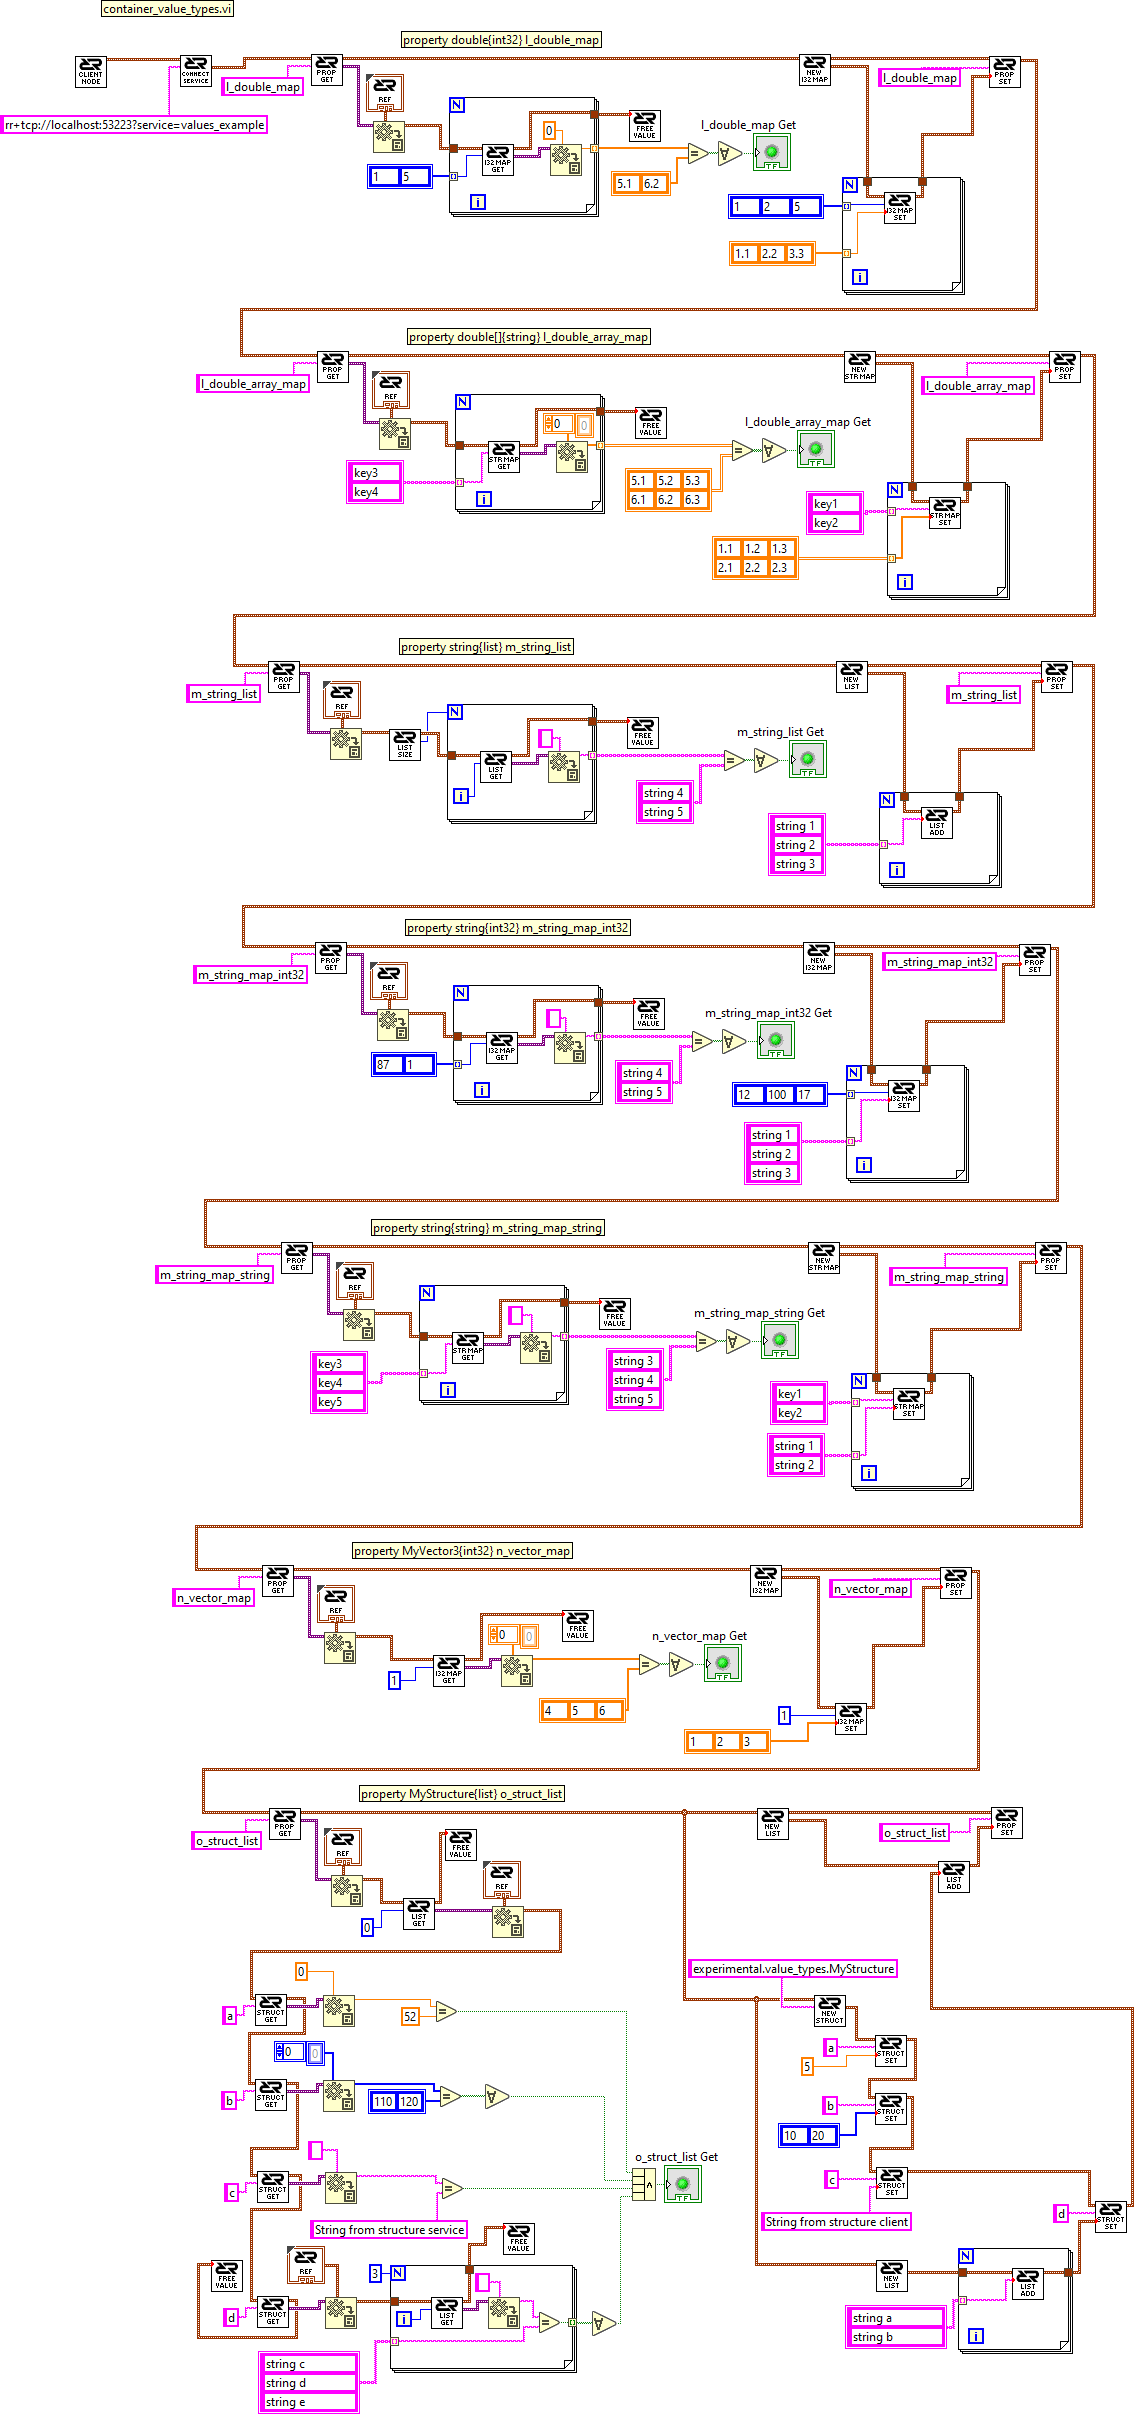 container_value_types.vi
property double{int32} l_double_map
CLIENT NODE
CONNECT SERVICE
PROP GET
NEW I32 MAP
PROP SET
l_double_map
l_double_map
REF
rr+tcp://localhost:53223?service=values_example
N
0
FREE VALUE
l_double_map Get
I32 MAP GET
5.1 6.2
TF
1 5
i
N
1 2 5
I32 MAP SET
1.1 2.2 3.3
i
property double[]{string} l_double_array_map
PROP GET
NEW STR MAP
PROP SET
l_double_array_map
l_double_array_map
REF
N
0 0
FREE VALUE
l_double_array_map Get
STR MAP GET
TF
key3
key4
5.1 5.2 5.3
6.1 6.2 6.3
i
N
key1
key2
STR MAP SET
1.1 1.2 1.3
2.1 2.2 2.3
i
property string{list} m_string_list
PROP GET
NEW LIST
PROP SET
m_string_list
m_string_list
REF
LIST SIZE
N
FREE VALUE
m_string_list Get
LIST GET
TF
i
string 4
string 5
N
LIST ADD
string 1
string 2
string 3
i
property string{int32} m_string_map_int32
PROP GET
NEW I32 MAP
PROP SET
m_string_map_int32
m_string_map_int32
REF
N
FREE VALUE
m_string_map_int32 Get
I32 MAP GET
TF
87 1
string 4
string 5
i
N
12 100 17
I32 MAP SET
string 1
string 2
string 3
i
property string{string} m_string_map_string
PROP GET
NEW STR MAP
PROP SET
m_string_map_string
m_string_map_string
REF
N
FREE VALUE
m_string_map_string Get
STR MAP GET
TF
key3
key4
key5
string 3
string 4
string 5
i
N
key1
key2
STR MAP SET
string 1
string 2
i
property MyVector3{int32} n_vector_map
PROP GET
NEW I32 MAP
PROP SET
n_vector_map
n_vector_map
REF
0 0
FREE VALUE
n_vector_map Get
1
I32 MAP GET
TF
4 5 6
1
I32 MAP SET
1 2 3
property MyStructure{list} o_struct_list
PROP GET
NEW LIST
PROP SET
o_struct_list
o_struct_list
REF
FREE VALUE
REF
LIST ADD
0
LIST GET
experimental.value_types.MyStructure
0
a
STRUCT GET
52
NEW STRUCT
a
5
STRUCT SET
0 0
b
STRUCT GET
110 120
b
10 20
STRUCT SET
o_struct_list Get
TF
c
STRUCT GET
String from structure service
c
STRUCT SET
String from structure client
d
STRUCT SET
FREE VALUE
FREE VALUE
REF
3 N
i
LIST GET
d
STRUCT GET
string c
string d
string e
NEW LIST
N
LIST ADD
string a
string b
i